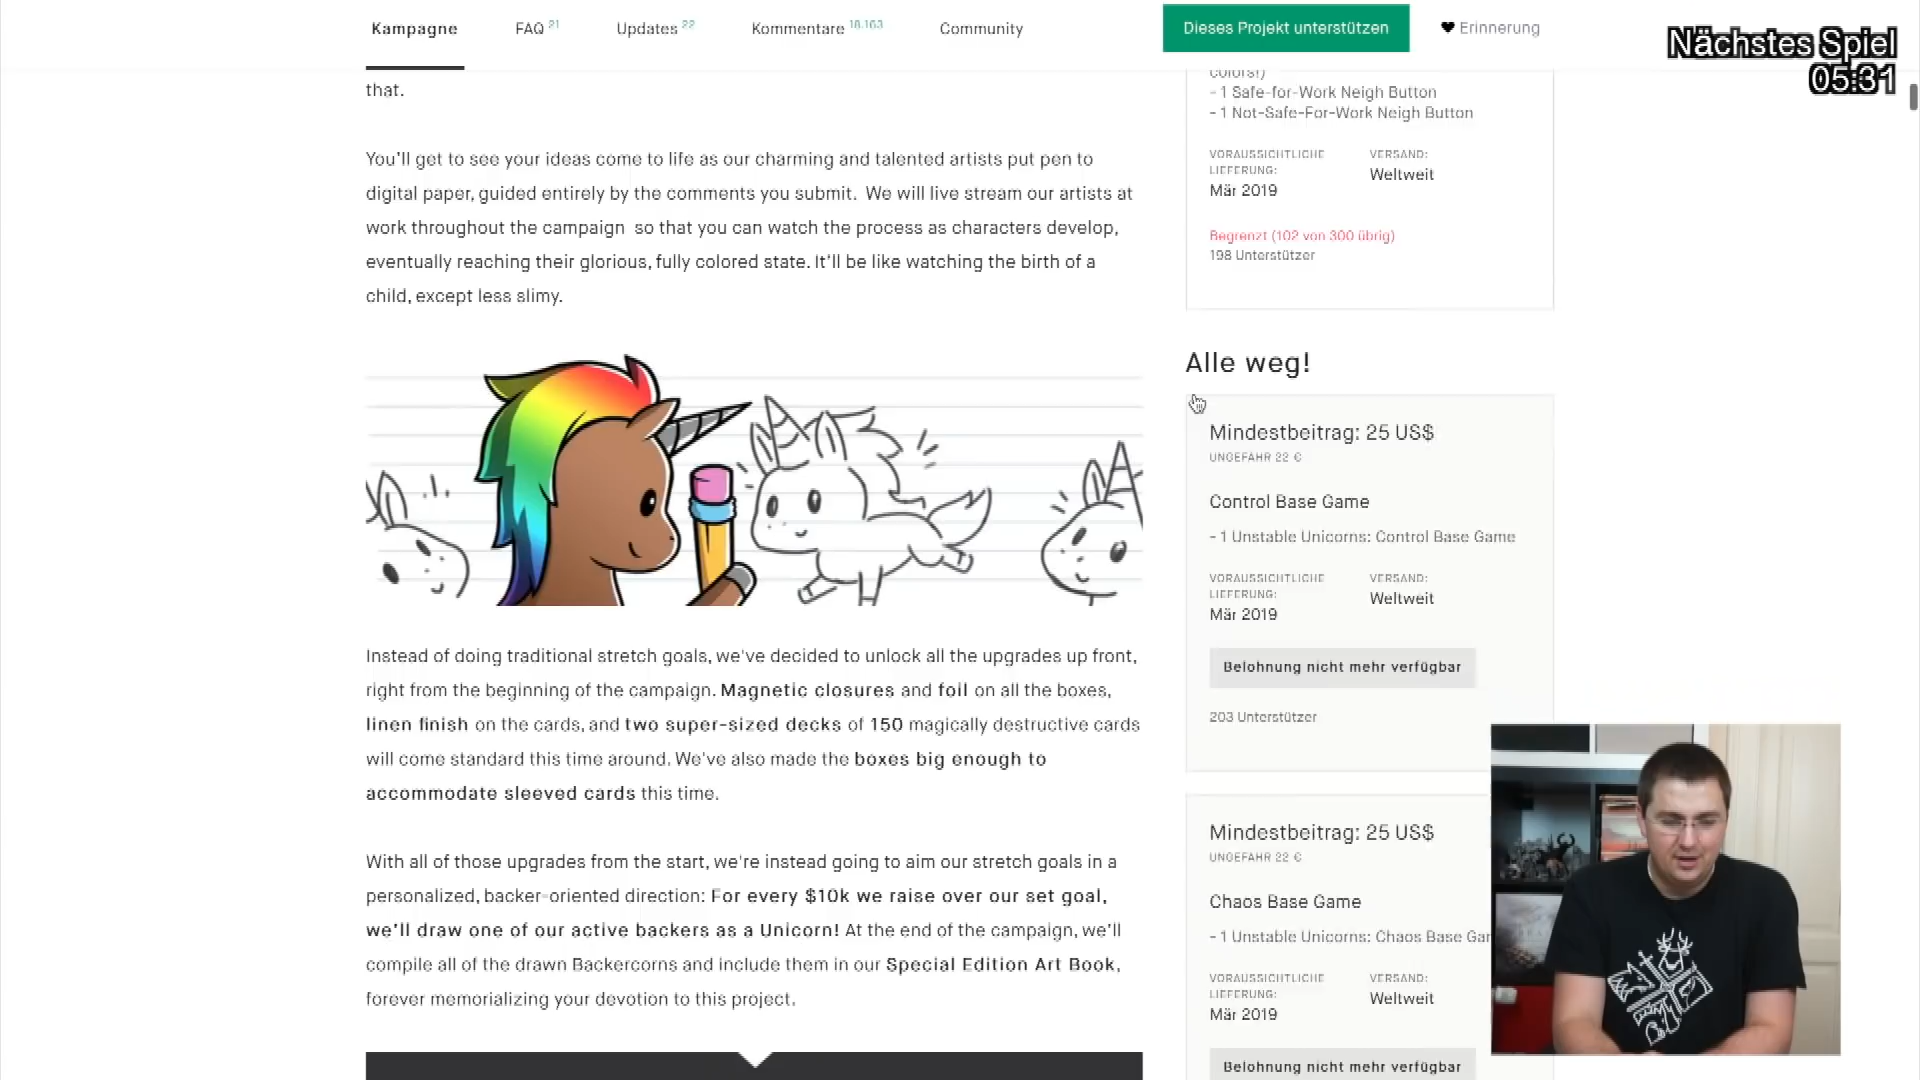 Kampagne
FAQ 21
Updates 22
Kommentare 18.163
Community
Dieses Projekt unterstützen
Erinnerung
Nächstes Spiel
05:31
that.
You'll get to see your ideas come to life as our charming and talented artists put pen to
digital paper, guided entirely by the comments you submit. We will live stream our artists at
work throughout the campaign so that you can watch the process as characters develop,
eventually reaching their glorious, fully colored state. It'll be like watching the birth of a
child, except less slimy.
Instead of doing traditional stretch goals, we've decided to unlock all the upgrades up front,
right from the beginning of the campaign. Magnetic closures and foil on all the boxes,
linen finish on the cards, and two super-sized decks of 150 magically destructive cards
will come standard this time around. We've also made the boxes big enough to
accommodate sleeved cards this time.
With all of those upgrades from the start, we're instead going to aim our stretch goals in a
personalized, backer-oriented direction: For every $10k we raise over our set goal,
we'll draw one of our active backers as a Unicorn! At the end of the campaign, we'll
compile all of the drawn Backercorns and include them in our Special Edition Art Book,
forever memorializing your devotion to this project.
colors!)
- 1 Safe-for-Work Neigh Button
- 1 Not-Safe-For-Work Neigh Button
VORAUSSICHTLICHE
LIEFERUNG:
Mär 2019
VERSAND:
Weltweit
Begrenzt (102 von 300 übrig)
198 Unterstützer
Alle weg!
Mindestbeitrag: 25 US$
UNGEFÄHR 22 €
Control Base Game
- 1 Unstable Unicorns: Control Base Game
VORAUSSICHTLICHE
LIEFERUNG:
Mär 2019
VERSAND:
Weltweit
Belohnung nicht mehr verfügbar
203 Unterstützer
Mindestbeitrag: 25 US$
UNGEFÄHR 22 €
Chaos Base Game
- 1 Unstable Unicorns: Chaos Base Gam
VORAUSSICHTLICHE
LIEFERUNG:
Mär 2019
VERSAND:
Weltweit
Belohnung nicht mehr verfügbar